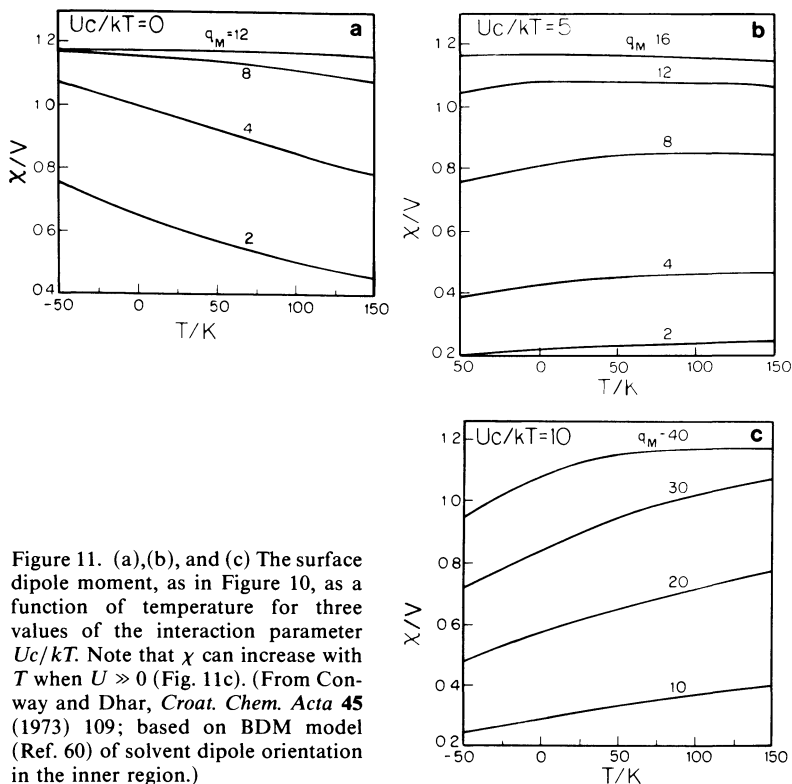 Uc/kT=0
a
qM=12
8
4
2
1.2
1.0
0.8
0.6
0.4
χ/V
-50
0
50
100
150
T/K
Uc/kT=5
b
qM 16
12
8
4
2
1.2
1.0
0.8
0.6
0.4
0.2
χ/V
50
0
50
100
150
T/K
Uc/kT=10
c
qM-40
30
20
10
1.2
1.0
0.8
0.6
0.4
0.2
χ/V
-50
0
50
100
150
T/K
Figure 11. (a),(b), and (c) The surface
dipole moment, as in Figure 10, as a
function of temperature for three
values of the interaction parameter
Uc/kT. Note that χ can increase with
T when U ≫ 0 (Fig. 11c). (From Con-
way and Dhar, Croat. Chem. Acta 45
(1973) 109; based on BDM model
(Ref. 60) of solvent dipole orientation
in the inner region.)